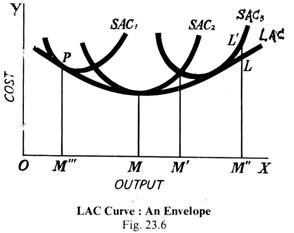 Y
SAC₁
SAC₂
SAC₃
L'
LAC
P
L
COST
O
M'''
M
M'
M"
X
OUTPUT
LAC Curve : An Envelope
Fig. 23.6